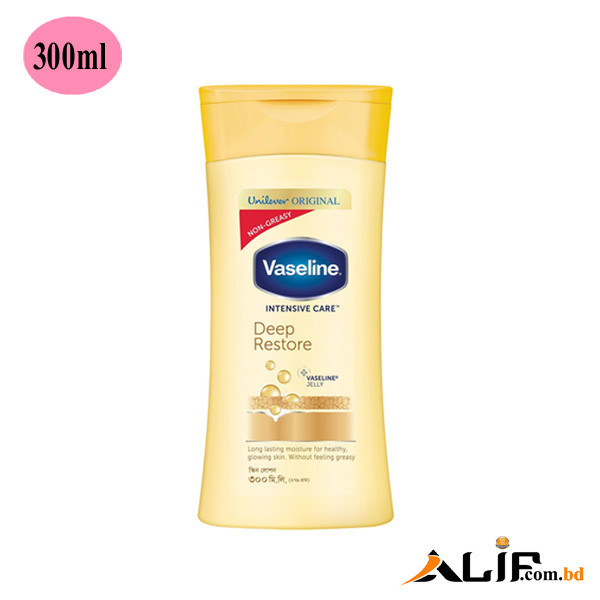 300ml
Unilever ORIGINAL
NON-GREASY
Vaseline
INTENSIVE CARE™
Deep
Restore
VASELINE®
JELLY
Long lasting moisture for healthy,
glowing skin. Without feeling greasy
স্কিন লোশন
৩০০ মি.লি.
ALIF.com.bd